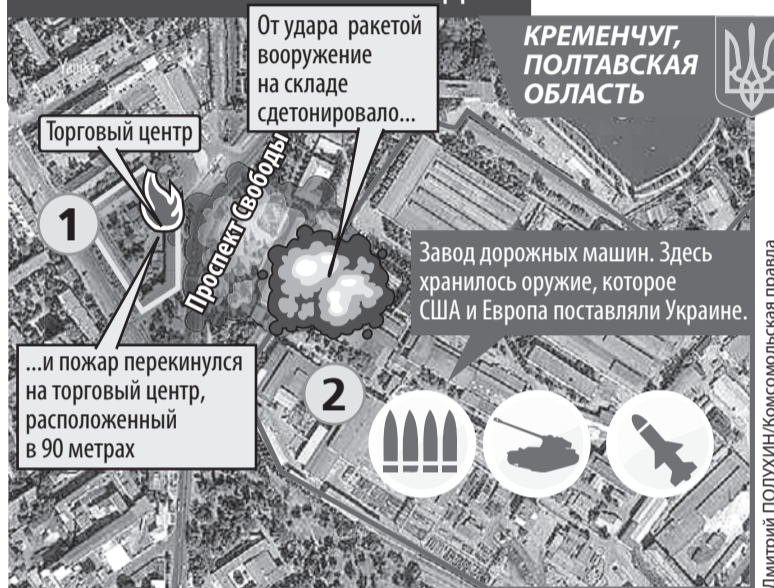 КРЕМЕНЧУГ,
ПОЛТАВСКАЯ
ОБЛАСТЬ
От удара ракетой
вооружение
на складе
сдетонировало...
Торговый центр
1
Проспект Свободы
Завод дорожных машин. Здесь
хранилось оружие, которое
США и Европа поставляли Украине.
...и пожар перекинулся
на торговый центр,
расположенный
в 90 метрах
2
ПОЛУХИН/Комсомольская правда